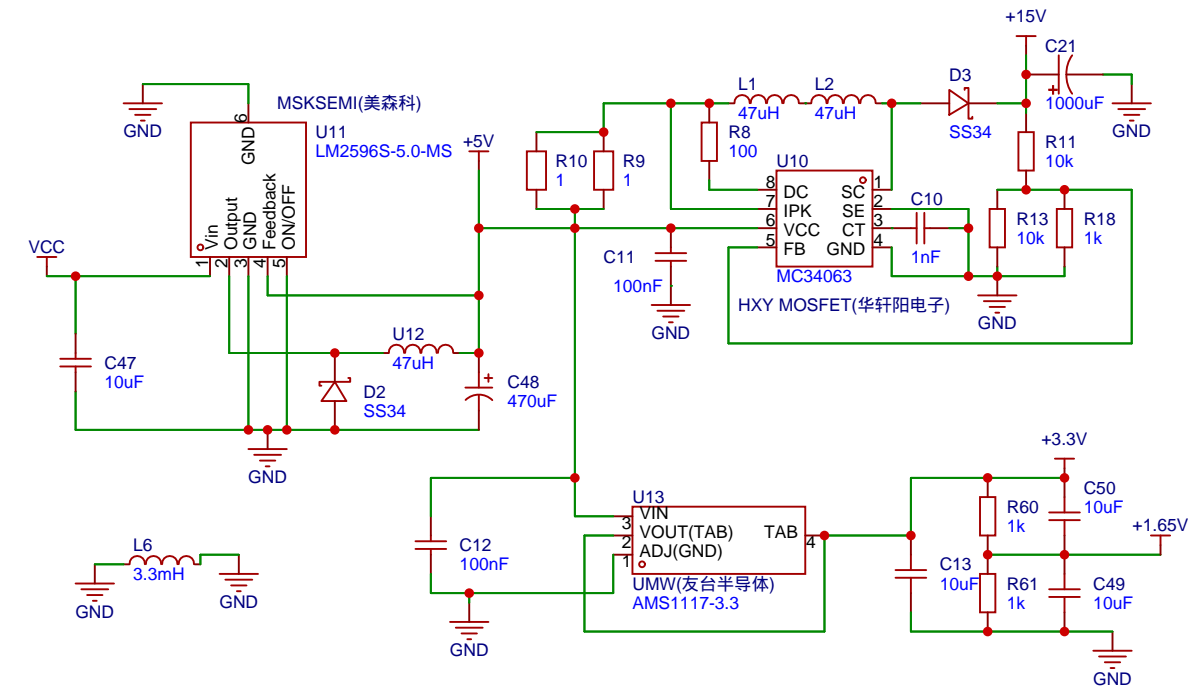 +15V
C21
1000uF
GND
L1
47uH
L2
47uH
D3
SS34
R11
10k
GND
MSKSEMI(美森科)
U11
LM2596S-5.0-MS
GND
6
Vin
Output
GND
Feedback
ON/OFF
1
2
3
4
5
+5V
R10
1
R9
1
R8
100
U10
8
7
6
5
DC
IPK
VCC
FB
SC
SE
CT
GND
1
2
3
4
MC34063
HXY MOSFET(华轩阳电子)
C10
1nF
R13
10k
R18
1k
GND
VCC
C11
100nF
GND
C47
10uF
U12
47uH
D2
SS34
C48
470uF
GND
+3.3V
U13
VIN
VOUT(TAB)
ADJ(GND)
3
2
1
TAB
4
UMW(友台半导体)
AMS1117-3.3
C12
100nF
GND
R60
1k
C50
10uF
+1.65V
C13
10uF
R61
1k
C49
10uF
GND
L6
3.3mH
GND
GND